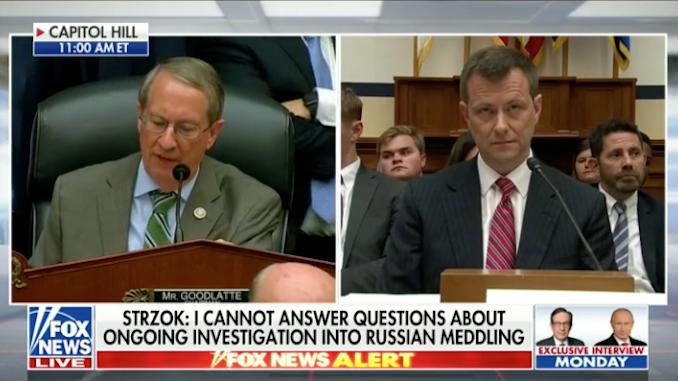 CAPITOL HILL
11:00 AM ET
MR. GOODLATTE
STRZOK: I CANNOT ANSWER QUESTIONS ABOUT
ONGOING INVESTIGATION INTO RUSSIAN MEDDLING
FOX
NEWS
LIVE
FOX NEWS ALERT
EXCLUSIVE INTERVIEW
MONDAY